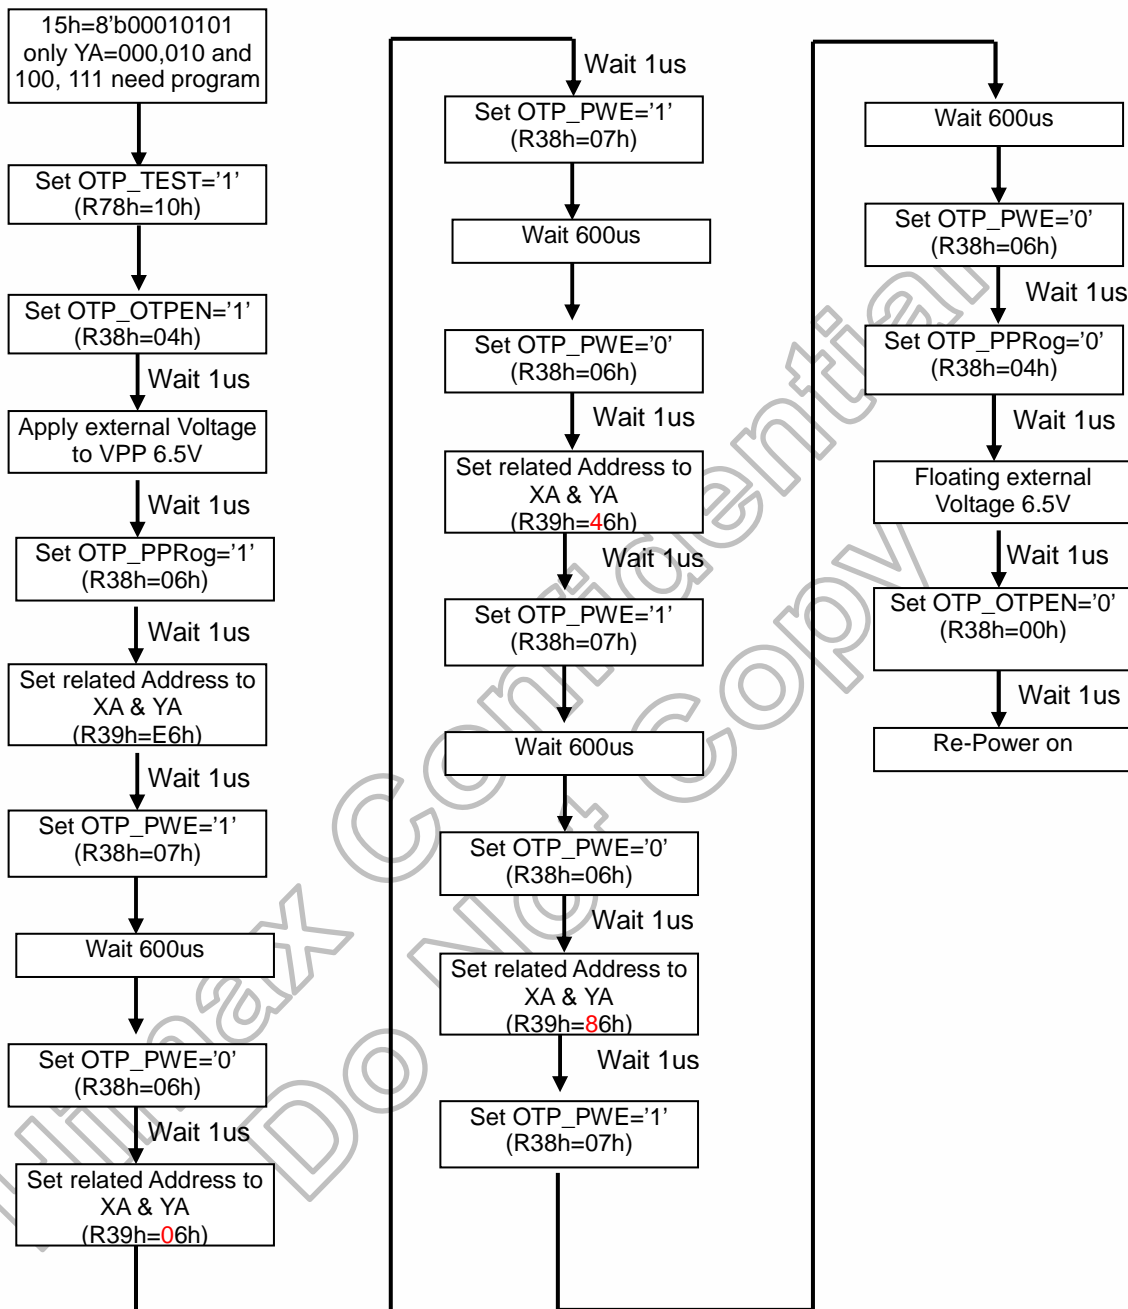 15h=8'b00010101
only YA=000,010 and
100, 111 need program
Set OTP_TEST='1'
(R78h=10h)
Set OTP_OTPEN='1'
(R38h=04h)
Wait 1us
Apply external Voltage
to VPP 6.5V
Wait 1us
Set OTP_PPRog='1'
(R38h=06h)
Wait 1us
Set related Address to
XA & YA
(R39h=E6h)
Wait 1us
Set OTP_PWE='1'
(R38h=07h)
Wait 600us
Set OTP_PWE='0'
(R38h=06h)
Wait 1us
Set related Address to
XA & YA
(R39h=06h)
Wait 1us
Set OTP_PWE='1'
(R38h=07h)
Wait 600us
Set OTP_PWE='0'
(R38h=06h)
Wait 1us
Set related Address to
XA & YA
(R39h=46h)
Wait 1us
Set OTP_PWE='1'
(R38h=07h)
Wait 600us
Set OTP_PWE='0'
(R38h=06h)
Wait 1us
Set related Address to
XA & YA
(R39h=86h)
Wait 1us
Set OTP_PWE='1'
(R38h=07h)
Wait 600us
Set OTP_PWE='0'
(R38h=06h)
Wait 1us
Set OTP_PPRog='0'
(R38h=04h)
Wait 1us
Floating external
Voltage 6.5V
Wait 1us
Set OTP_OTPEN='0'
(R38h=00h)
Wait 1us
Re-Power on
Himax Confidential
Do Not Copy